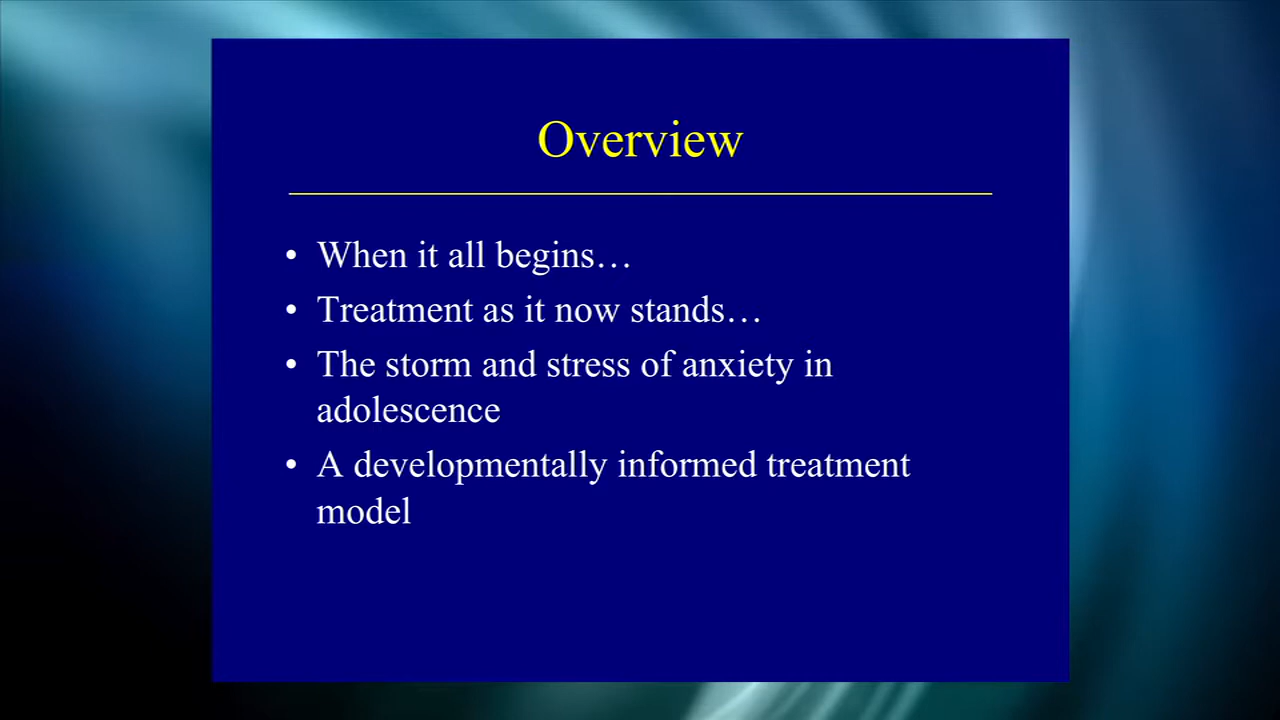 Overview
• When it all begins…
• Treatment as it now stands…
• The storm and stress of anxiety in
adolescence
• A developmentally informed treatment
model